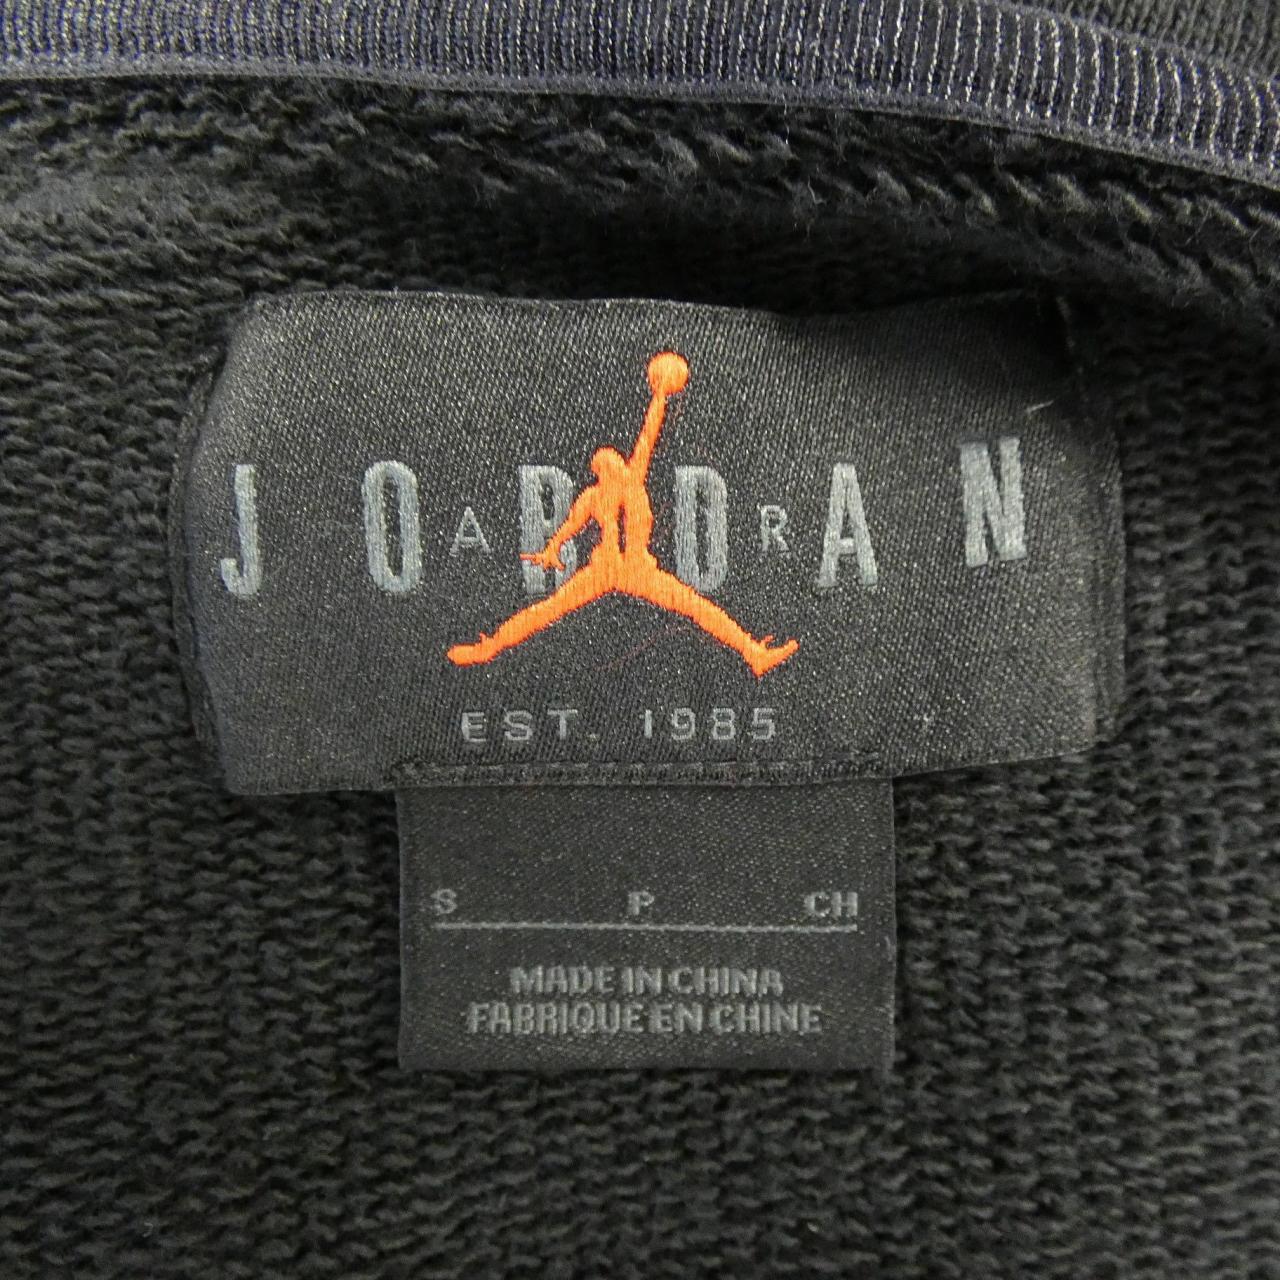 JORDAN
AIR
EST. 1985
S P CH
MADE IN CHINA
FABRIQUE EN CHINE